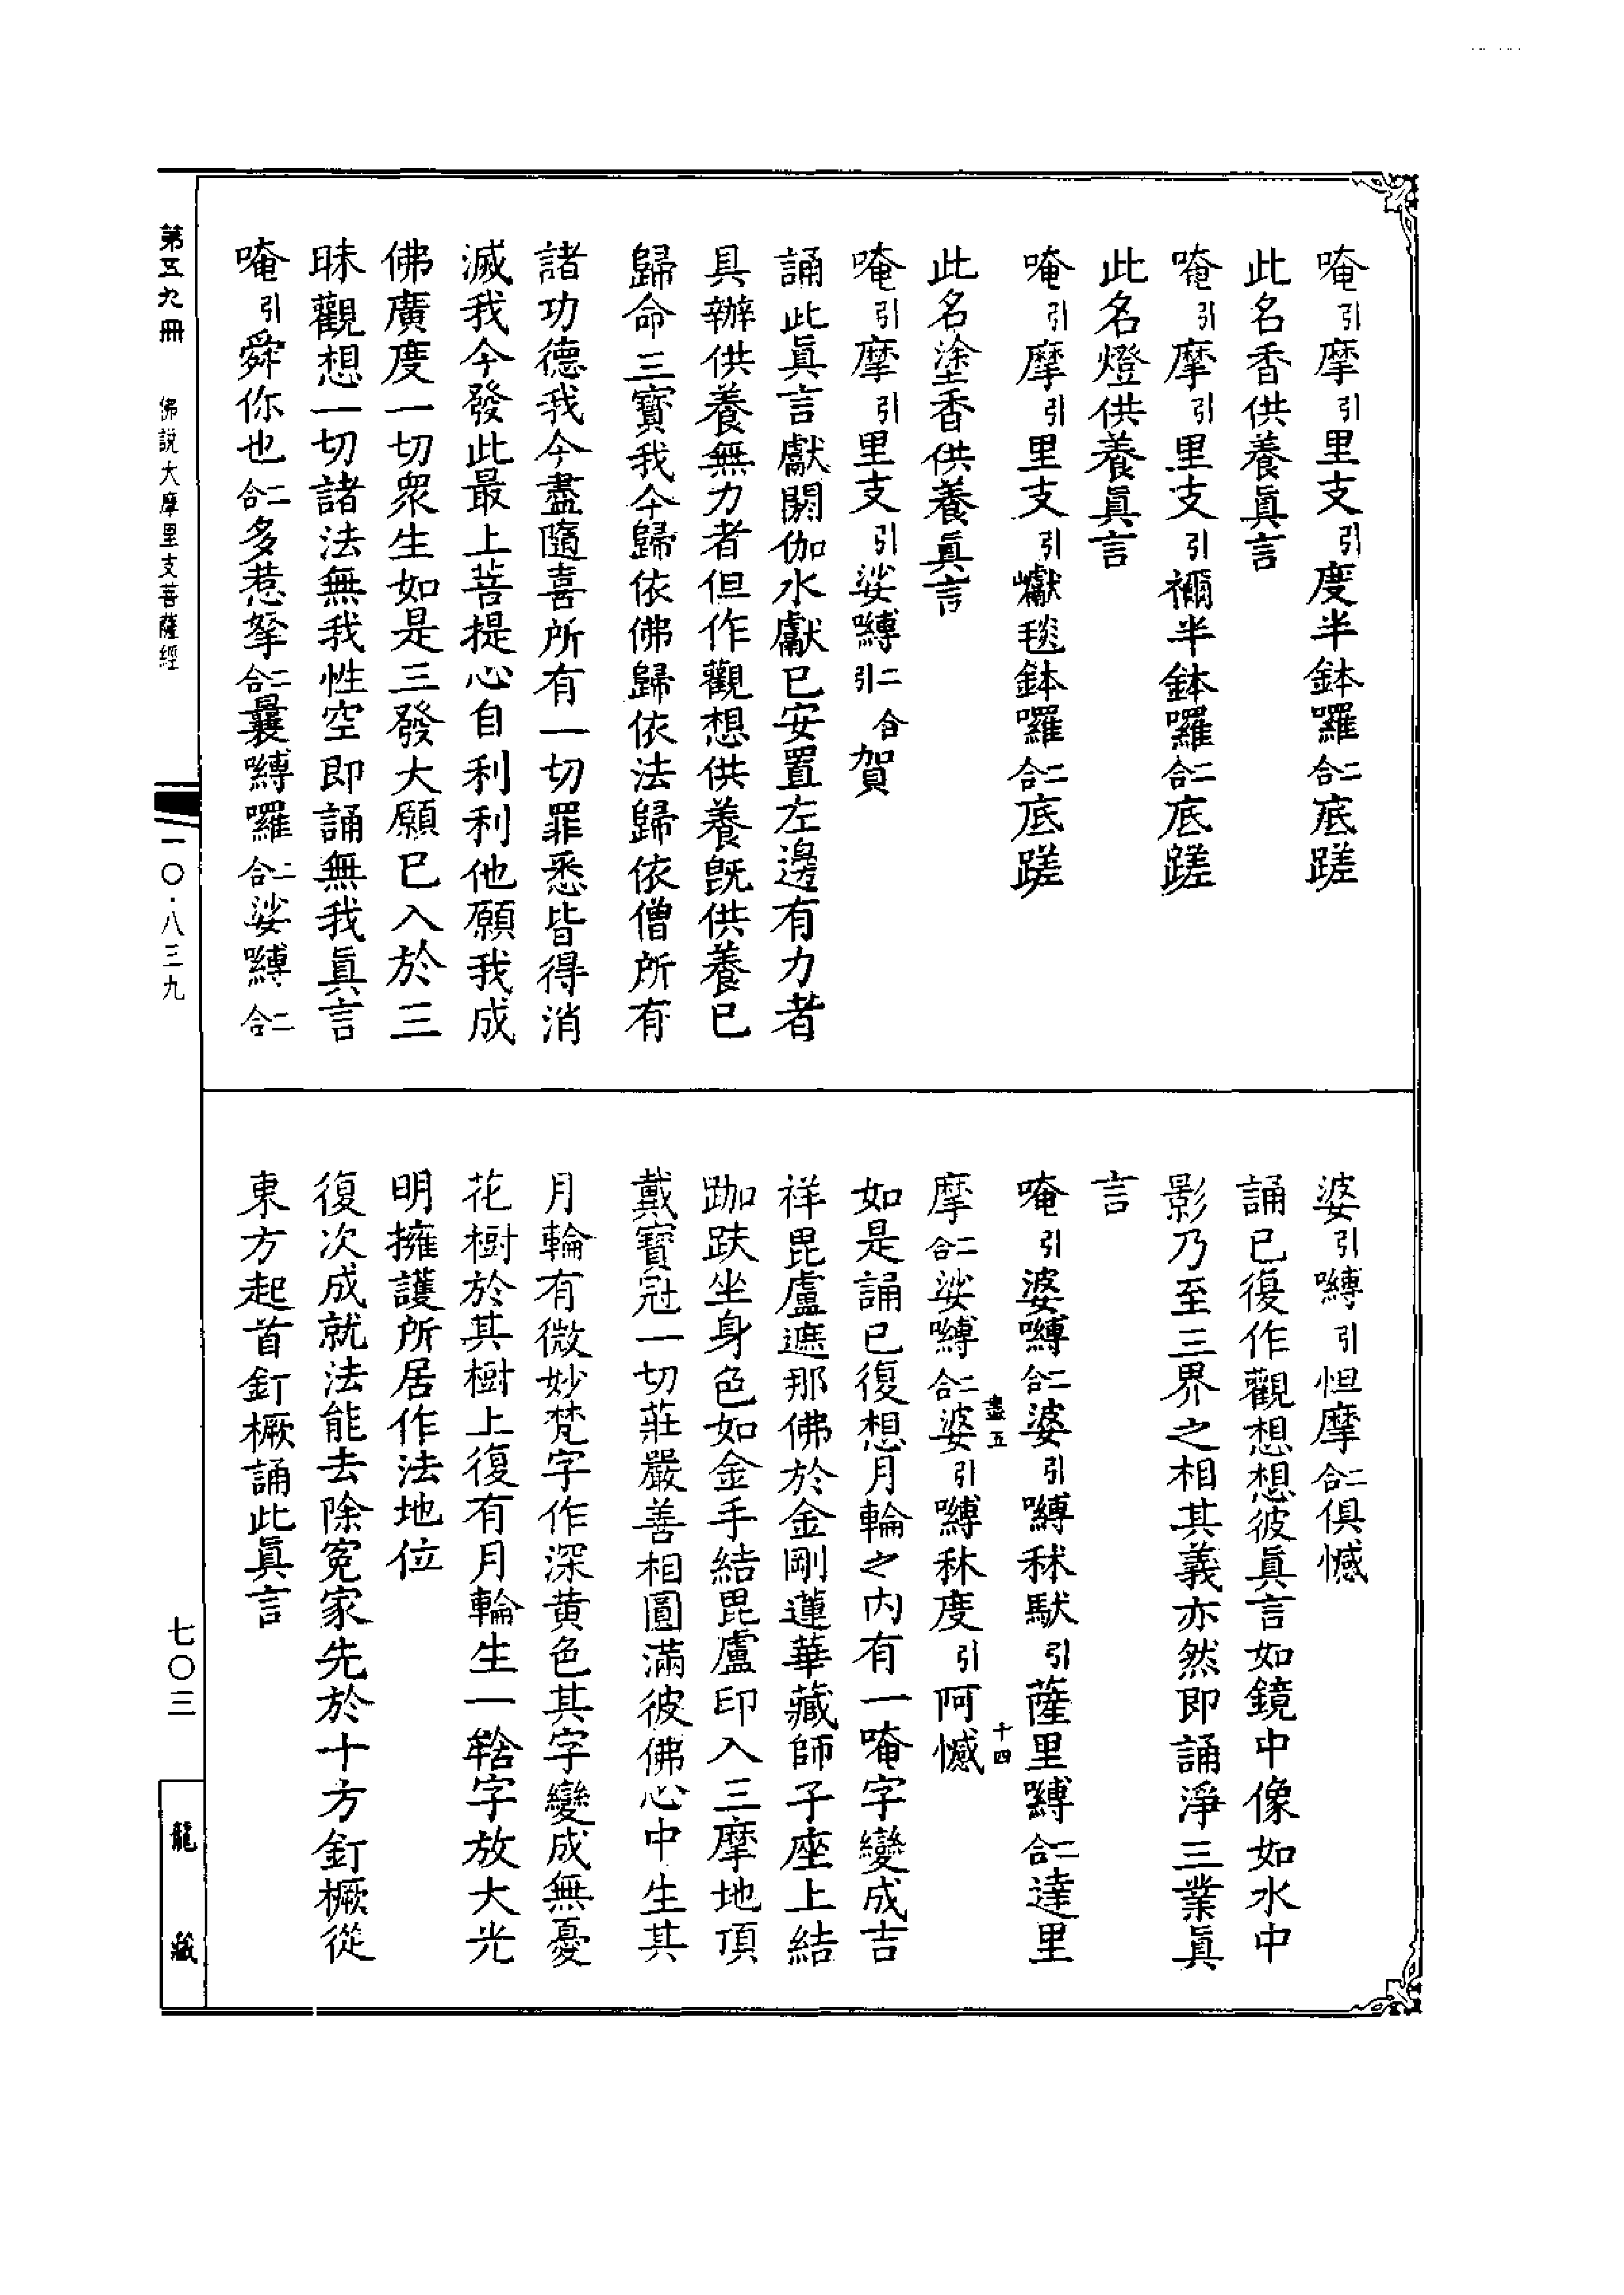 唵引摩引里支引度半鉢囉二合底蹉
此名香供養眞言
唵引摩引里支引禰半鉢囉二合底蹉
此名燈供養眞言
唵引摩引里支引巘毯鉢囉二合底蹉
此名塗香供養眞言
唵引摩引里支引娑嚩二合引賀
誦此眞言獻閼伽水獻已安置左邊有力者
具辦供養無力者但作觀想供養旣供養已
歸命三寶我今歸依佛歸依法歸依僧所有
諸功德我今盡隨喜所有一切罪悉皆得消
滅我今發此最上菩提心自利利他願我成
佛廣度一切衆生如是三發大願已入於三
昧觀想一切諸法無我性空即誦無我眞言
唵引舜你也二合多惹拏二合曩嚩囉二合娑嚩二合
婆引嚩引怛摩二合俱憾
誦已復作觀想想彼眞言如鏡中像如水中
影乃至三界之相其義亦然即誦淨三業眞
言
唵引婆嚩二合婆引嚩秣馱引薩里嚩二合達里
盡五
十四
摩二合娑嚩二合婆引嚩秣度引阿憾
如是誦已復想月輪之內有一唵字變成吉
祥毘盧遮那佛於金剛蓮華藏師子座上結
跏趺坐身色如金手結毘盧印入三摩地頂
戴寶冠一切莊嚴善相圓滿彼佛心中生其
月輪有微妙梵字作深黃色其字變成無憂
花樹於其樹上復有月輪生一𤚥字放大光
明擁護所居作法地位
復次成就法能去除冤家先於十方釘橛從
東方起首釘橛誦此眞言
第五九冊
佛說大摩里支菩薩經
一〇·八三九
七〇三
龍藏